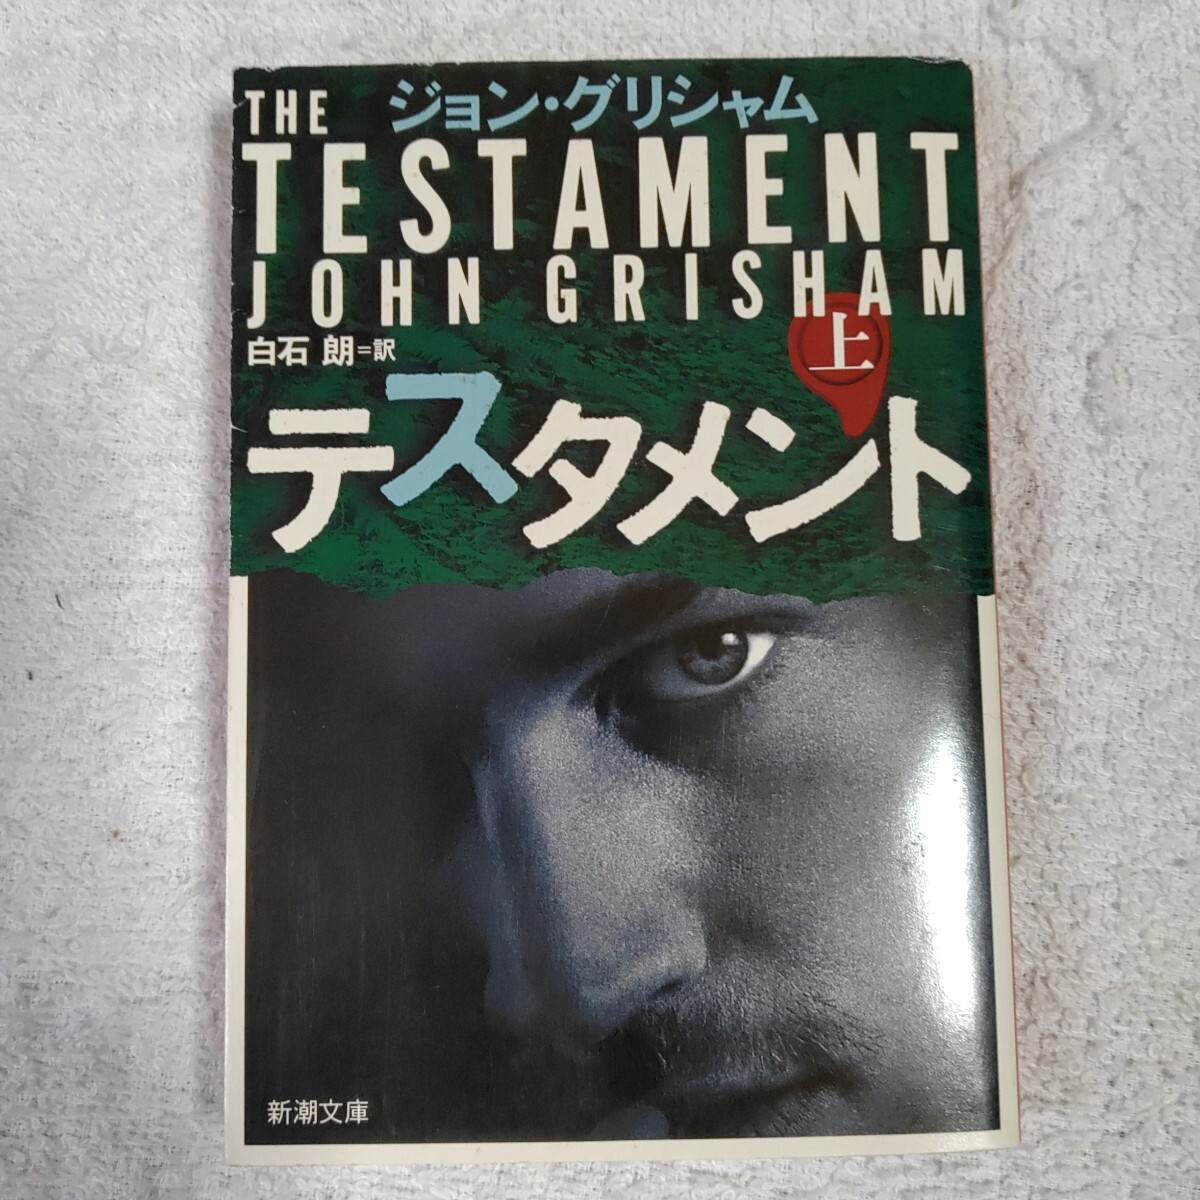 THE ジョン・グリシャム
TESTAMENT
JOHN GRISHAM
白石 朗=訳
上
テスタメント
新潮文庫